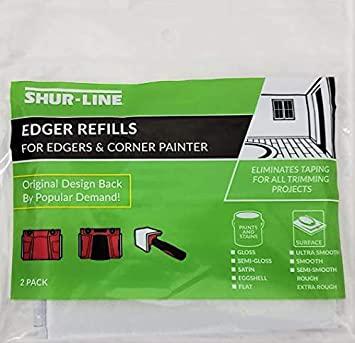 SHUR-LINE
EDGER REFILLS
FOR EDGERS & CORNER PAINTER
Original Design Back
By Popular Demand!
2 PACK
ELIMINATES TAPING
FOR ALL TRIMMING
PROJECTS
PAINTS
AND
STAINS
GLOSS
SEMI-GLOSS
SATIN
EGGSHELL
FLAT
SURFACE
ULTRA SMOOTH
SMOOTH
SEMI-SMOOTH
ROUGH
EXTRA ROUGH